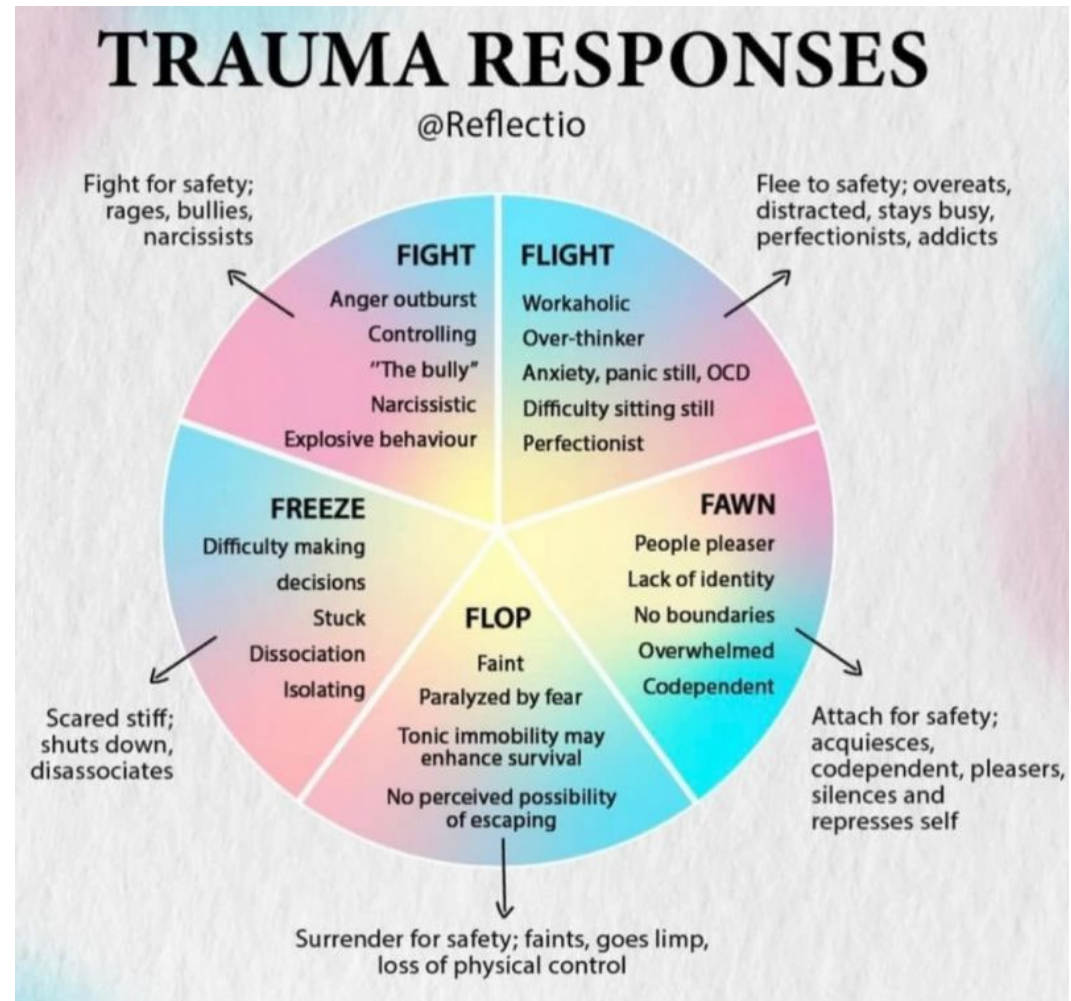 TRAUMA RESPONSES
@Reflectio
Fight for safety;
rages, bullies,
narcissists
Flee to safety; overeats,
distracted, stays busy,
perfectionists, addicts
FIGHT
Anger outburst
Controlling
"The bully"
Narcissistic
Explosive behaviour
FLIGHT
Workaholic
Over-thinker
Anxiety, panic still, OCD
Difficulty sitting still
Perfectionist
FREEZE
Difficulty making
decisions
Stuck
Dissociation
Isolating
FLOP
Faint
Paralyzed by fear
Tonic immobility may
enhance survival
No perceived possibility
of escaping
FAWN
People pleaser
Lack of identity
No boundaries
Overwhelmed
Codependent
Scared stiff;
shuts down,
disassociates
Attach for safety;
acquiesces,
codependent, pleasers,
silences and
represses self
Surrender for safety; faints, goes limp,
loss of physical control